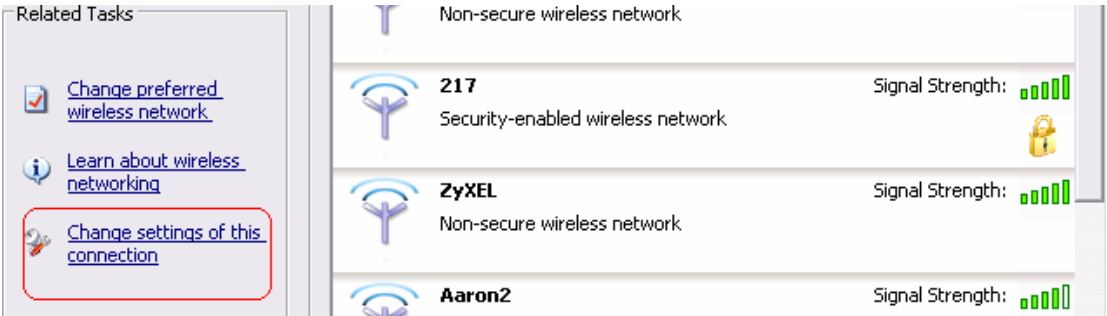 Related Tasks
Change preferred
wireless network
Learn about wireless
networking
Change settings of this
connection
Non-secure wireless network
217 Signal Strength:
Security-enabled wireless network
ZyXEL Signal Strength:
Non-secure wireless network
Aaron2 Signal Strength: